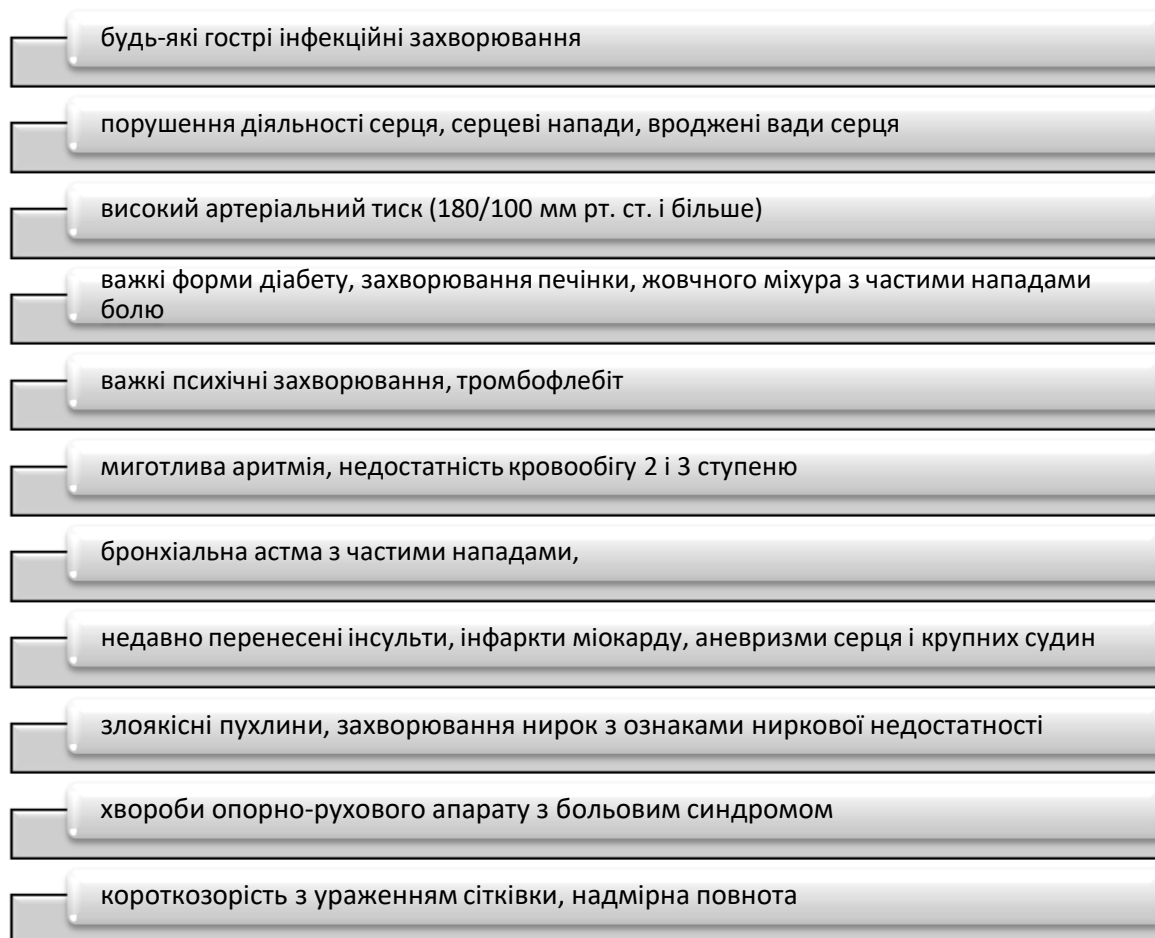 будь-які гострі інфекційні захворювання
порушення діяльності серця, серцеві напади, вроджені вади серця
високий артеріальний тиск (180/100 мм рт. ст. і більше)
важкі форми діабету, захворювання печінки, жовчного міхура з частими нападами
болю
важкі психічні захворювання, тромбофлебіт
миготлива аритмія, недостатність кровообігу 2 і 3 ступеню
бронхіальна астма з частими нападами,
недавно перенесені інсульти, інфаркти міокарду, аневризми серця і крупних судин
злоякісні пухлини, захворювання нирок з ознаками ниркової недостатності
хвороби опорно-рухового апарату з больовим синдромом
короткозорість з ураженням сітківки, надмірна повнота